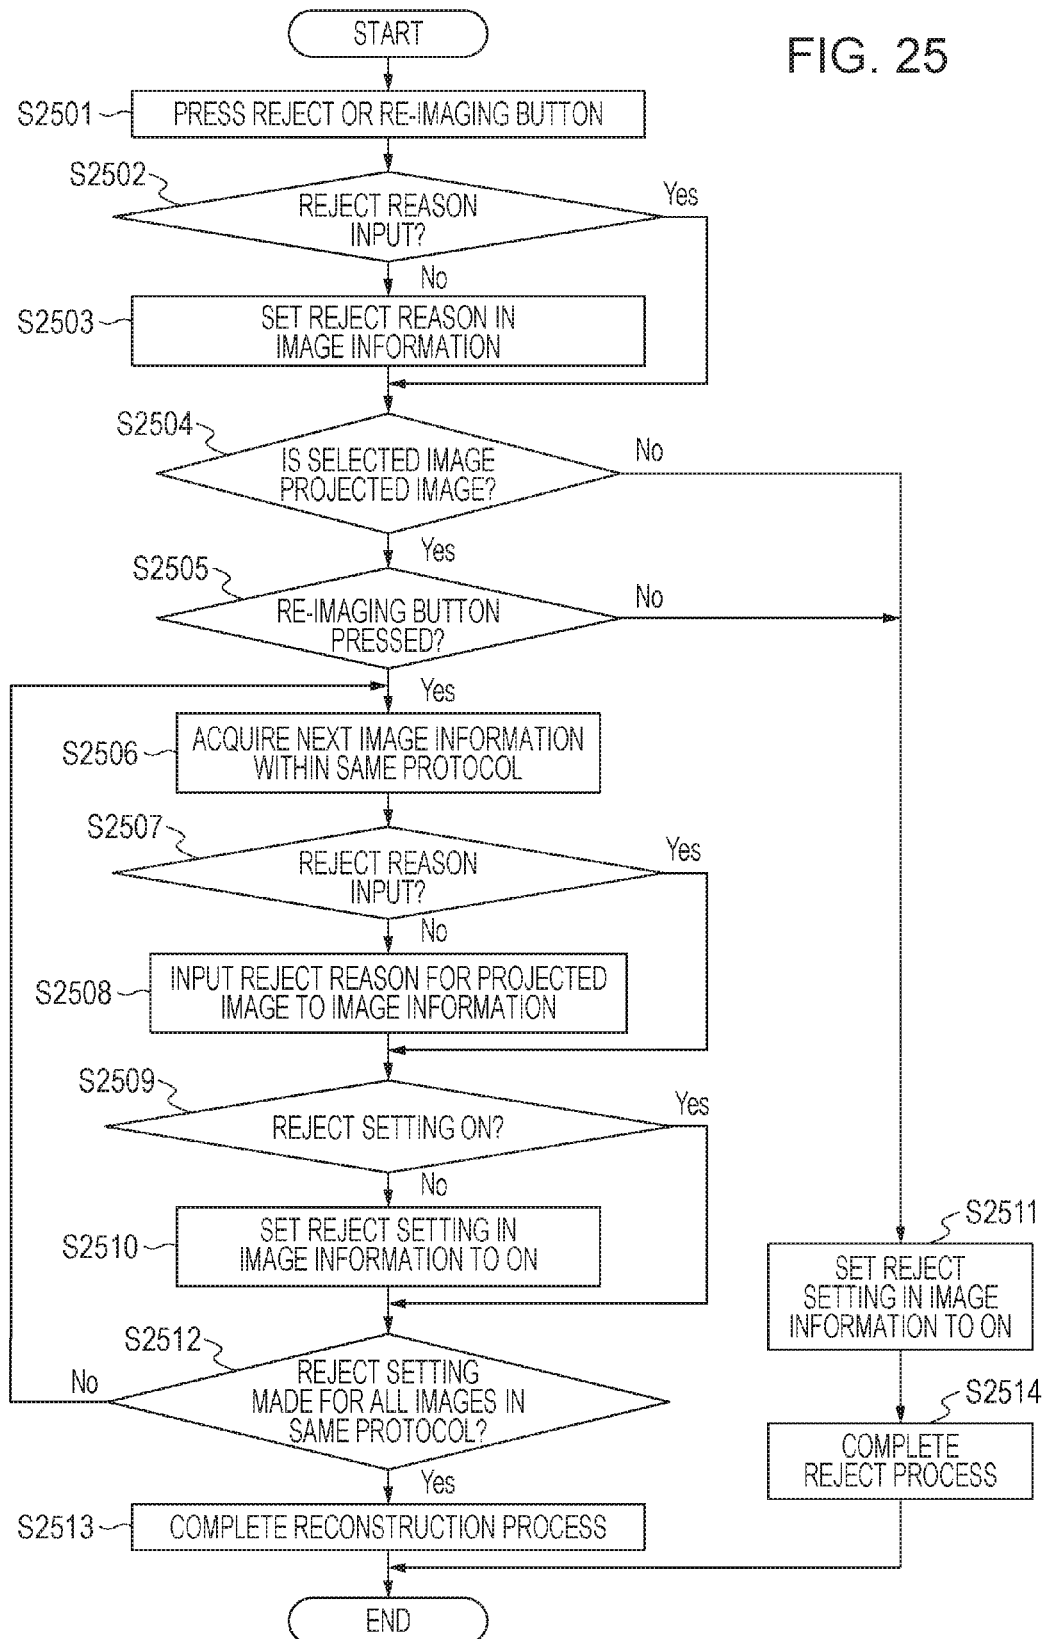 START
FIG. 25
S2501
PRESS REJECT OR RE-IMAGING BUTTON
S2502
REJECT REASON
INPUT?
Yes
No
S2503
SET REJECT REASON IN
IMAGE INFORMATION
S2504
IS SELECTED IMAGE
PROJECTED IMAGE?
No
Yes
S2505
RE-IMAGING BUTTON
PRESSED?
No
Yes
S2506
ACQUIRE NEXT IMAGE INFORMATION
WITHIN SAME PROTOCOL
S2507
REJECT REASON
INPUT?
Yes
No
S2508
INPUT REJECT REASON FOR PROJECTED
IMAGE TO IMAGE INFORMATION
S2509
REJECT SETTING ON?
Yes
No
S2510
SET REJECT SETTING IN
IMAGE INFORMATION TO ON
S2511
SET REJECT
SETTING IN IMAGE
INFORMATION TO ON
S2512
REJECT SETTING
MADE FOR ALL IMAGES IN
SAME PROTOCOL?
No
Yes
S2514
COMPLETE
REJECT PROCESS
S2513
COMPLETE RECONSTRUCTION PROCESS
END